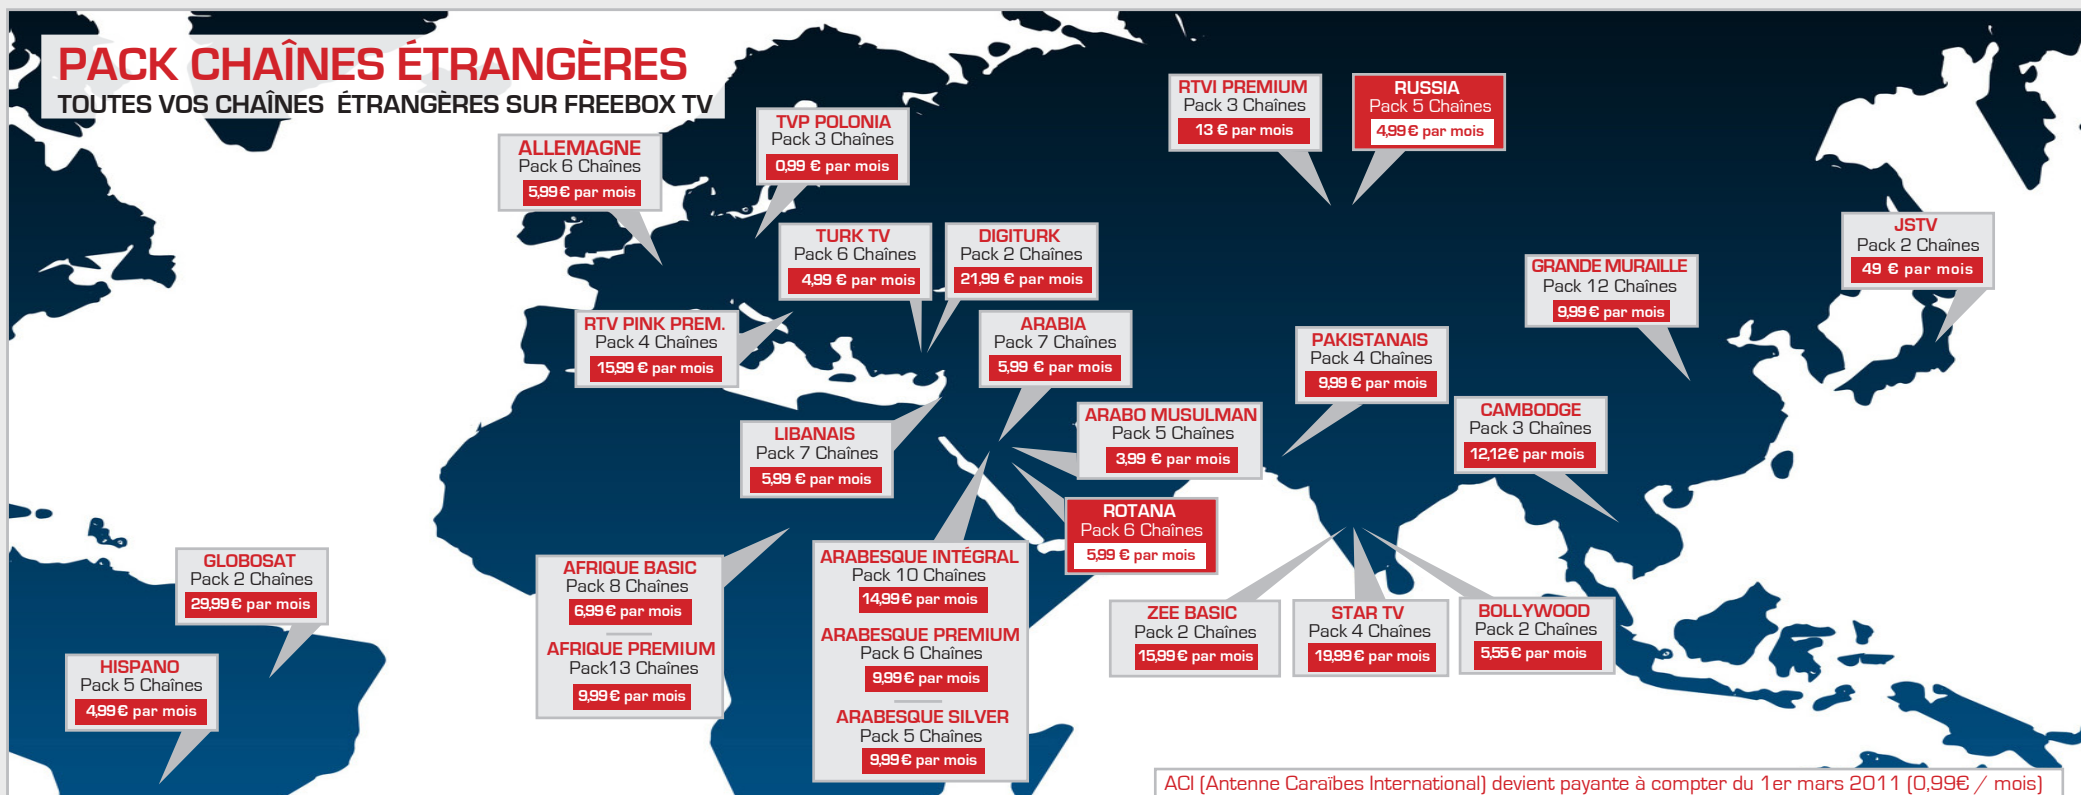 PACK CHAÎNES ÉTRANGÈRES
TOUTES VOS CHAÎNES ÉTRANGÈRES SUR FREEBOX TV
ALLEMAGNE
Pack 6 Chaînes
5,99 € par mois
TVP POLONIA
Pack 3 Chaînes
0,99 € par mois
RTVI PREMIUM
Pack 3 Chaînes
13 € par mois
RUSSIA
Pack 5 Chaînes
4,99 € par mois
TURK TV
Pack 6 Chaînes
4,99 € par mois
DIGITURK
Pack 2 Chaînes
21,99 € par mois
JSTV
Pack 2 Chaînes
49 € par mois
GRANDE MURAILLE
Pack 12 Chaînes
9,99 € par mois
RTV PINK PREM.
Pack 4 Chaînes
15,99 € par mois
ARABIA
Pack 7 Chaînes
5,99 € par mois
PAKISTANAIS
Pack 4 Chaînes
9,99 € par mois
LIBANAIS
Pack 7 Chaînes
5,99 € par mois
ARABO MUSULMAN
Pack 5 Chaînes
3,99 € par mois
CAMBODGE
Pack 3 Chaînes
12,12 € par mois
ROTANA
Pack 6 Chaînes
5,99 € par mois
GLOBOSAT
Pack 2 Chaînes
29,99 € par mois
HISPANO
Pack 5 Chaînes
4,99 € par mois
AFRIQUE BASIC
Pack 8 Chaînes
6,99 € par mois
AFRIQUE PREMIUM
Pack13 Chaînes
9,99 € par mois
ARABESQUE INTÉGRAL
Pack 10 Chaînes
14,99 € par mois
ARABESQUE PREMIUM
Pack 6 Chaînes
9,99 € par mois
ARABESQUE SILVER
Pack 5 Chaînes
9,99 € par mois
ZEE BASIC
Pack 2 Chaînes
15,99 € par mois
STAR TV
Pack 4 Chaînes
19,99 € par mois
BOLLYWOOD
Pack 2 Chaînes
5,55 € par mois
ACI (Antenne Caraïbes International) devient payante à compter du 1er mars 2011 (0,99€ / mois)